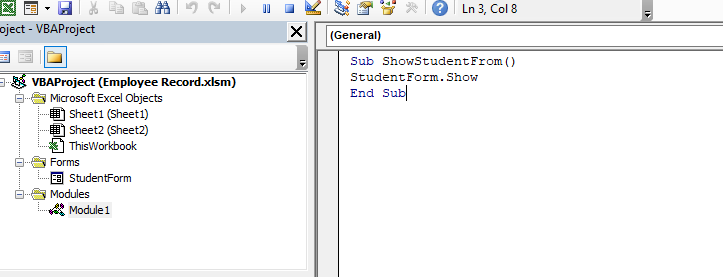 Ln 3, Col 8
oject - VBAProject
(General)
VBAProject (Employee Record.xlsm)
Microsoft Excel Objects
Sheet1 (Sheet1)
Sheet2 (Sheet2)
ThisWorkbook
Forms
StudentForm
Modules
Module1
Sub ShowStudentFrom()
StudentForm.Show
End Sub